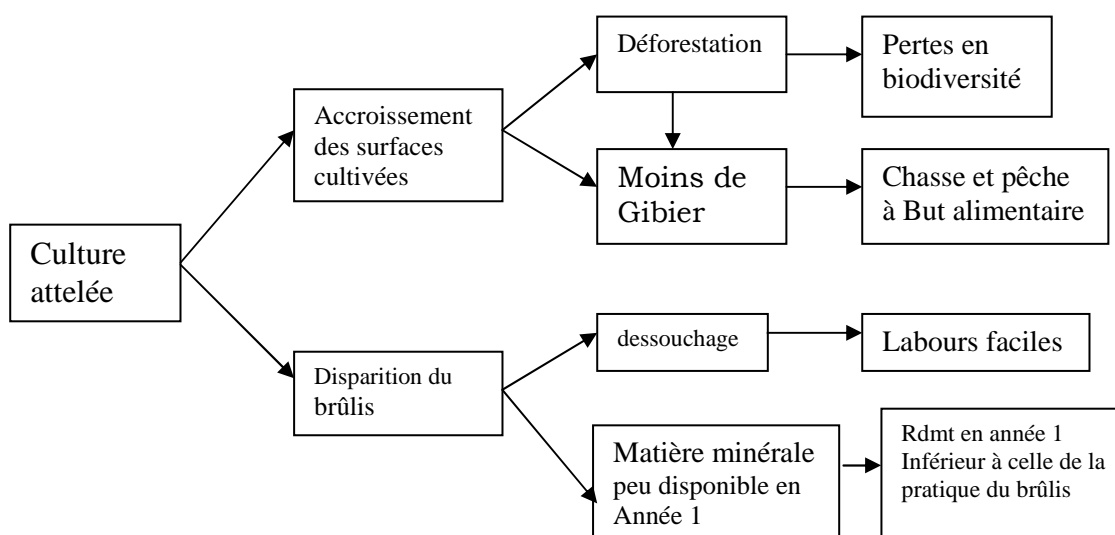 Déforestation
Pertes en
biodiversité
Accroissement
des surfaces
cultivées
Moins de
Gibier
Chasse et pêche
à But alimentaire
Culture
attelée
dessouchage
Labours faciles
Disparition du
brûlis
Matière minérale
peu disponible en
Année 1
Rdmt en année 1
Inférieur à celle de la
pratique du brûlis